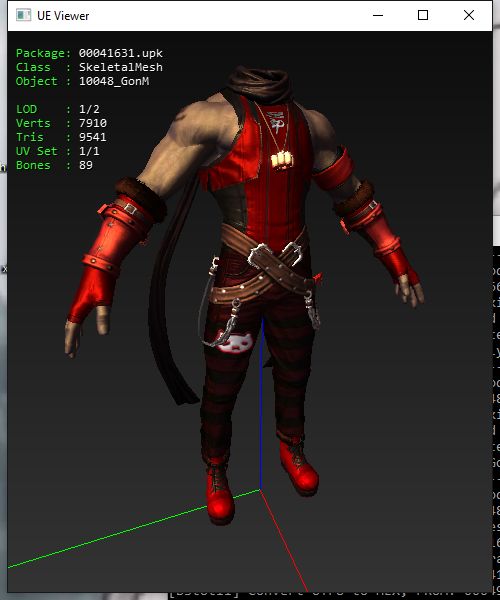 UE Viewer
Package: 00041631.upk
Class  : SkeletalMesh
Object : 10048_GonM
LOD    : 1/2
Verts  : 7910
Tris   : 9541
UV Set : 1/1
Bones  : 89